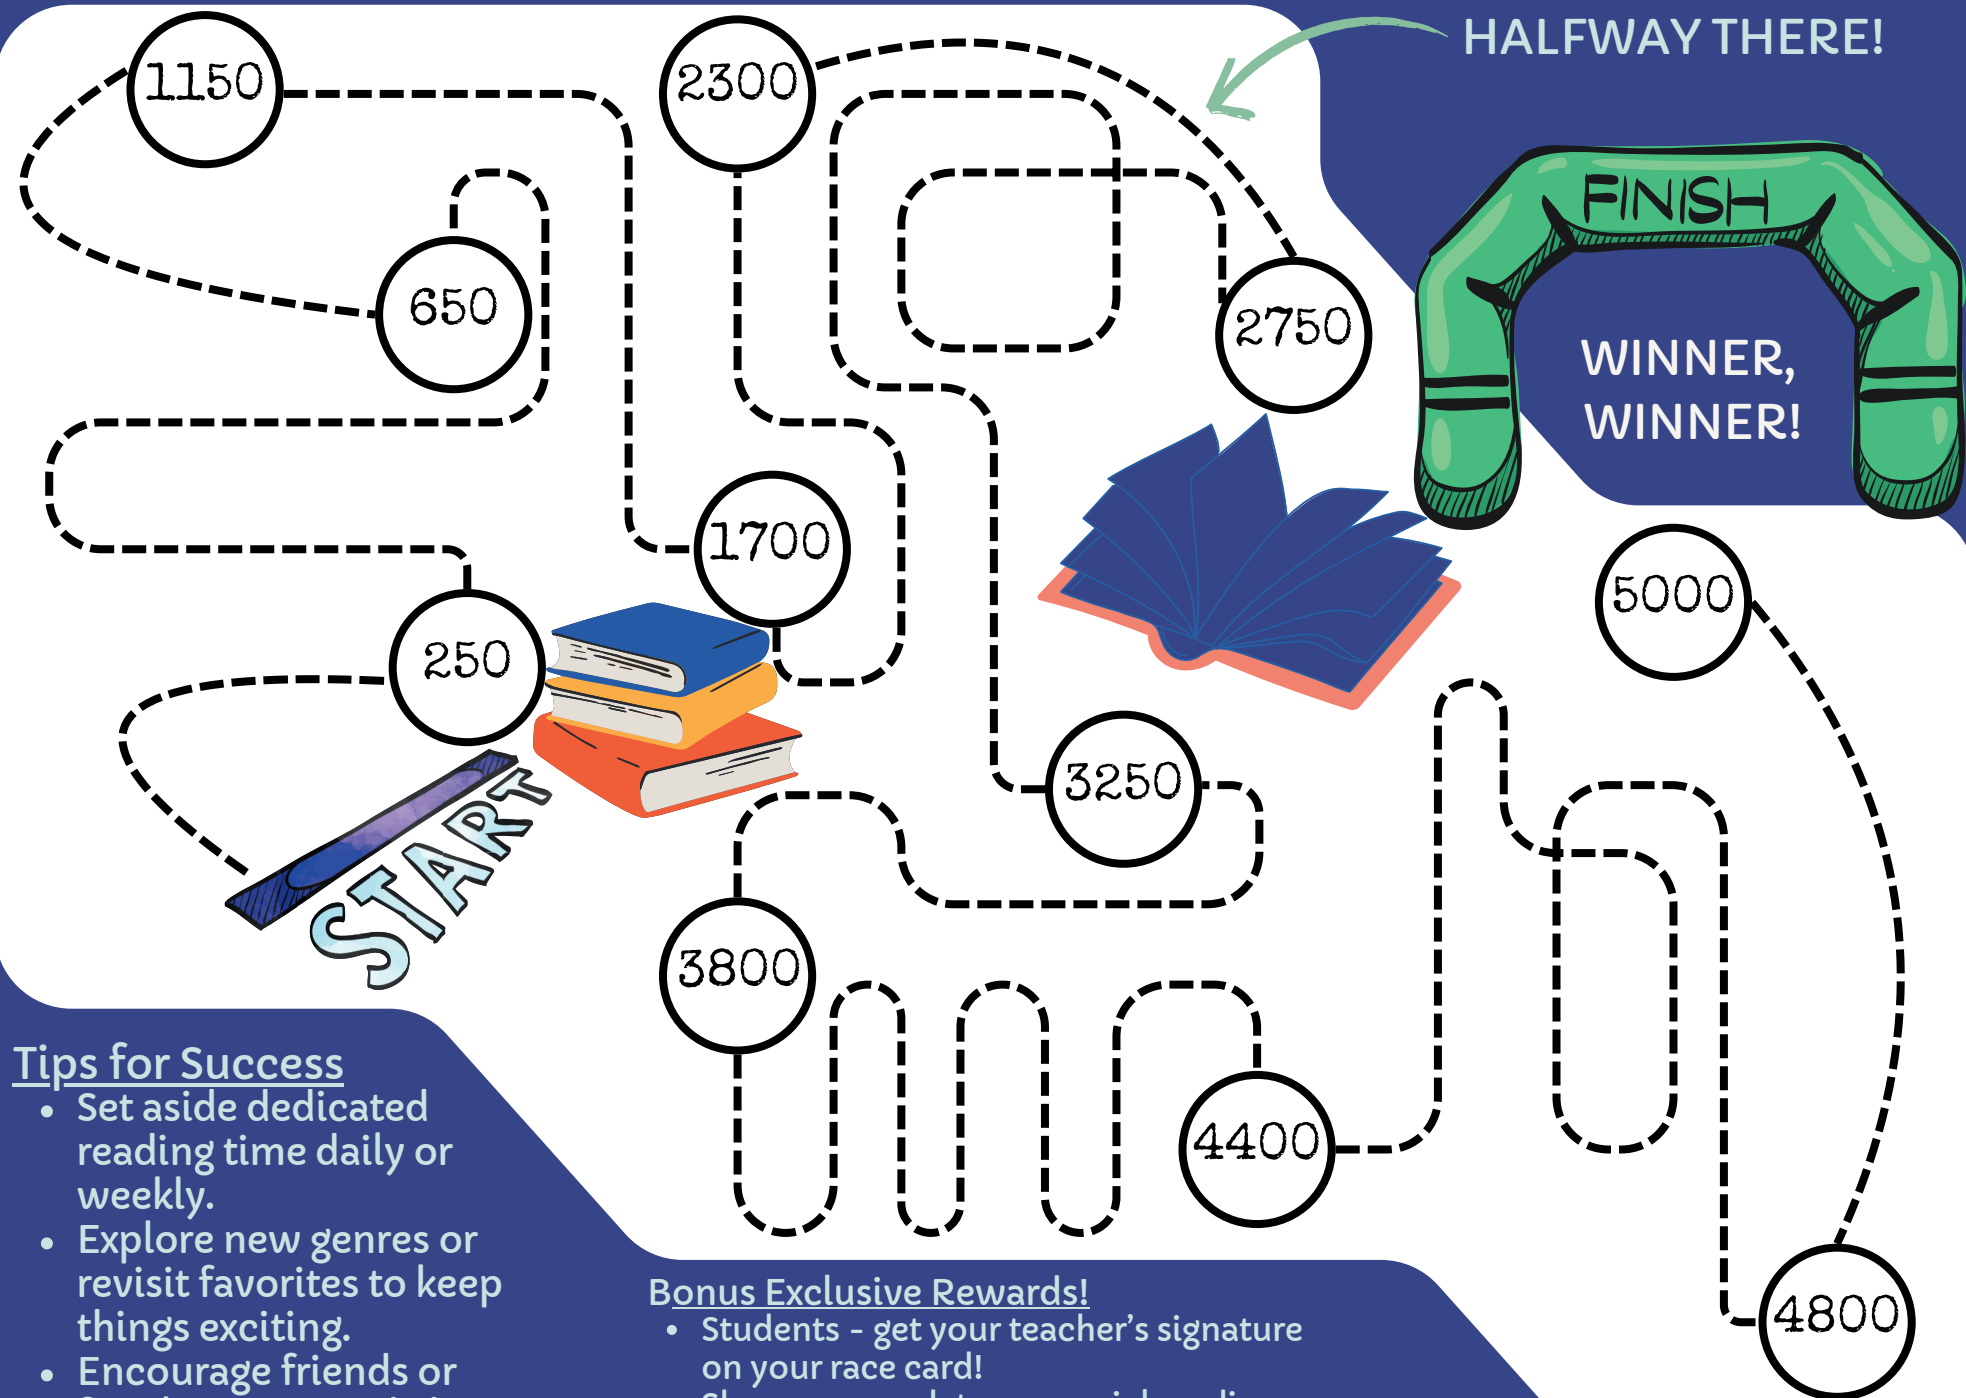 HALFWAY THERE!
1150
2300
FINISH
650
2750
WINNER,
WINNER!
1700
5000
250
3250
START
3800
4400
4800
Tips for Success
• Set aside dedicated
reading time daily or
weekly.
• Explore new genres or
revisit favorites to keep
things exciting.
• Encourage friends or
Bonus Exclusive Rewards!
• Students - get your teacher's signature
on your race card!